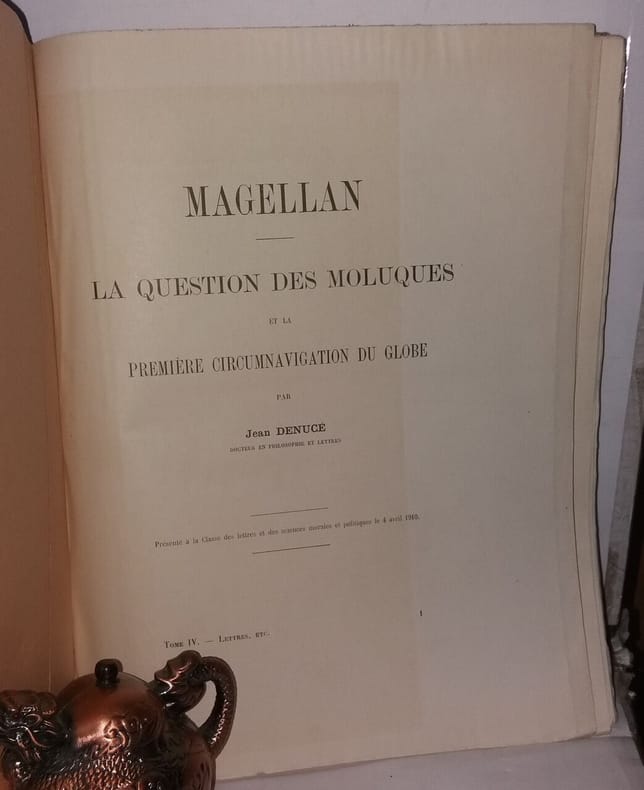 MAGELLAN
LA QUESTION DES MOLUQUES
ET LA
PREMIÈRE CIRCUMNAVIGATION DU GLOBE
PAR
Jean DENUCÉ
DOCTEUR EN PHILOSOPHIE ET LETTRES
Présenté à la Classe des lettres et des sciences morales et politiques le 4 avril 1910.
TOME IV. — LETTRES, ETC.
1